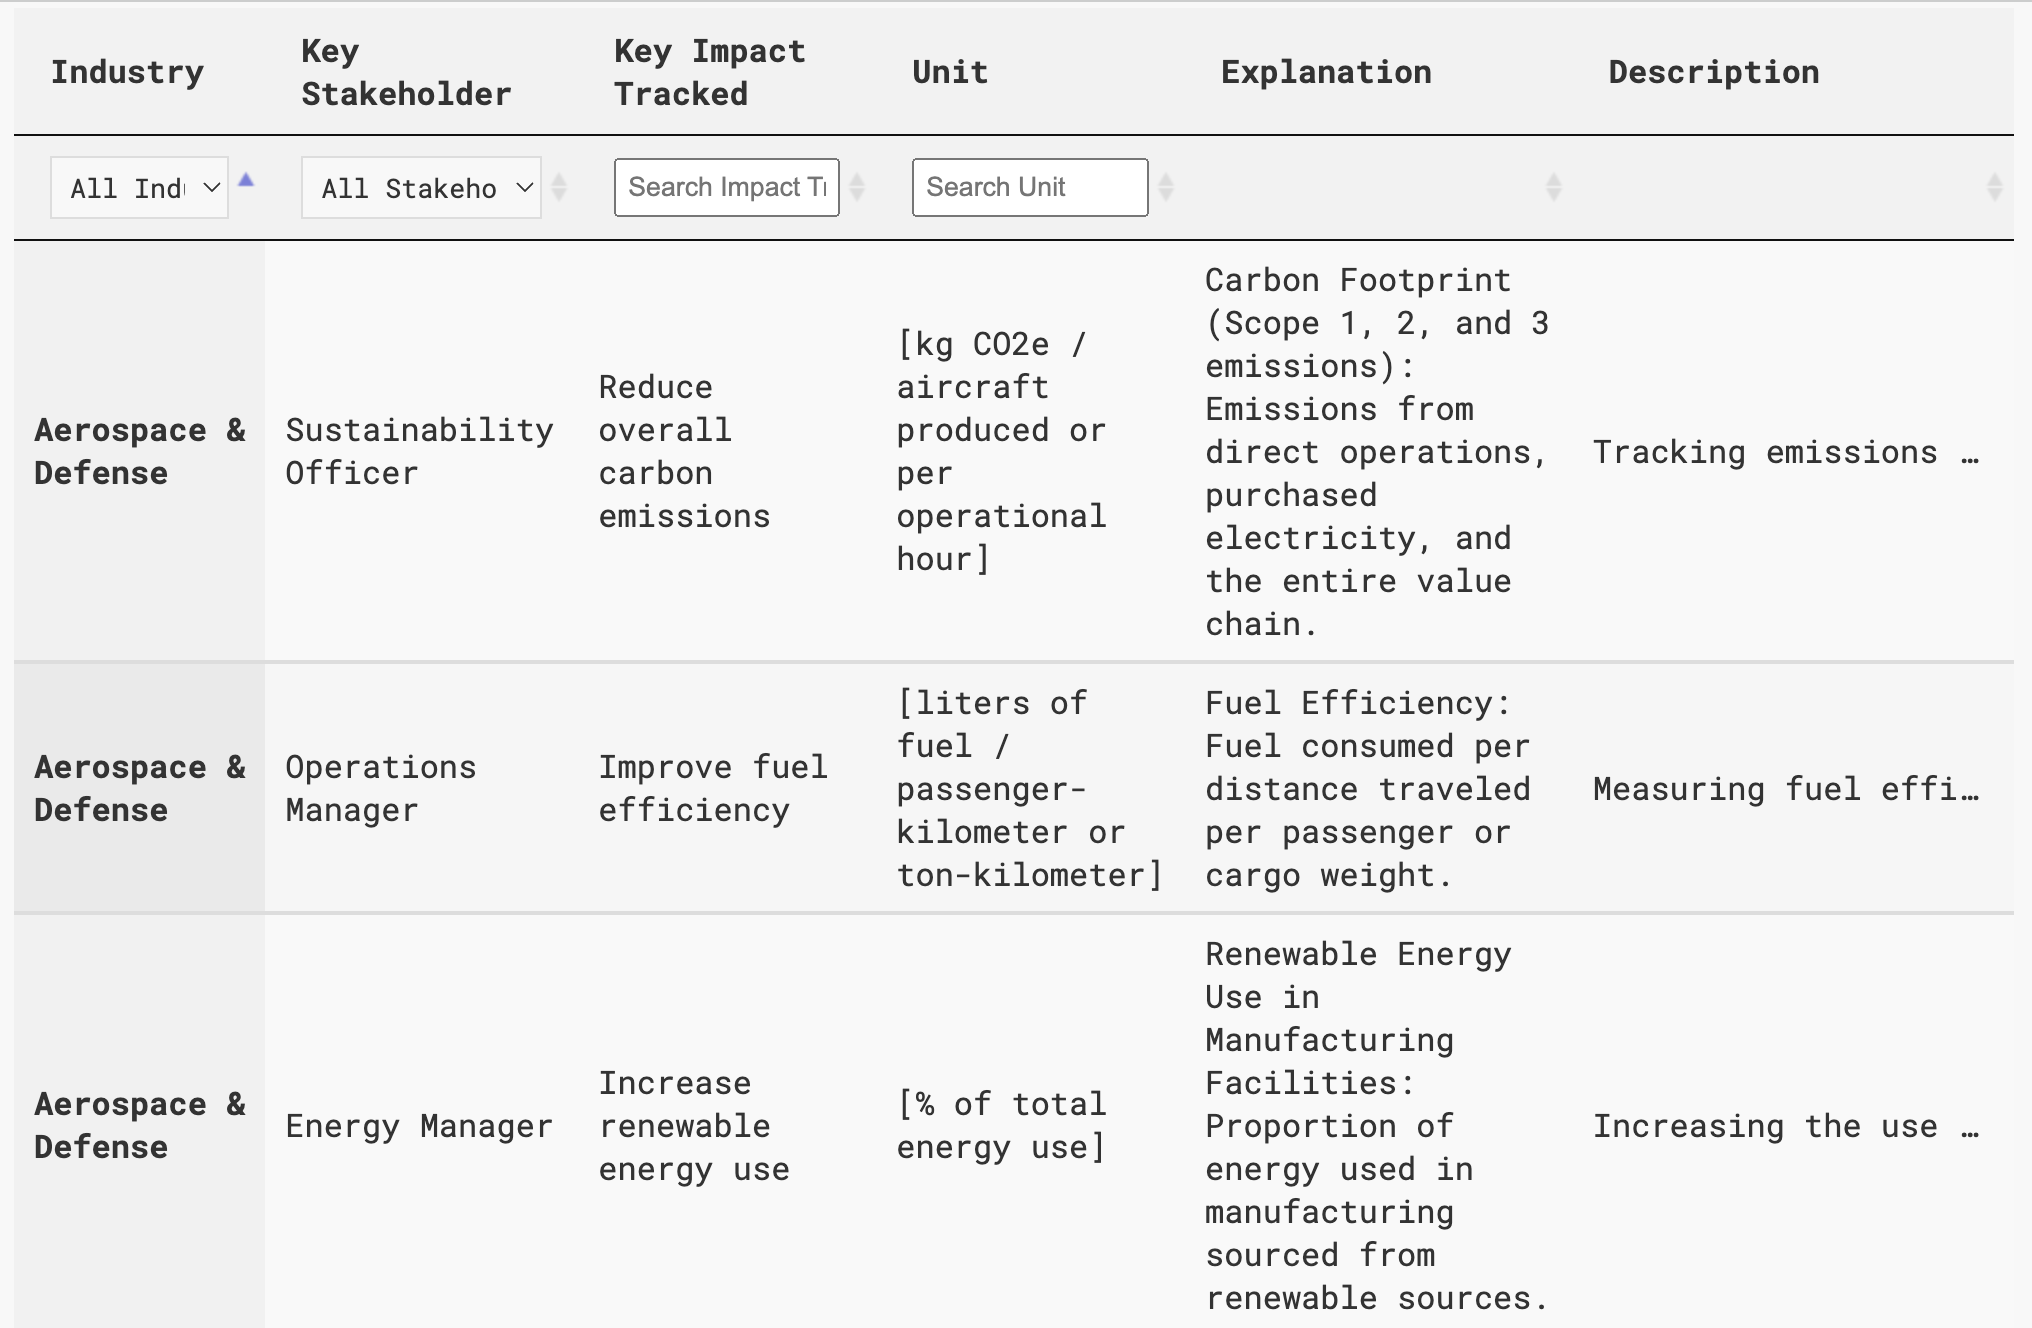 Industry
Key
Stakeholder
Key Impact
Tracked
Unit
Explanation
Description
All Ind
All Stakeho
Search Impact Tr
Search Unit
Aerospace &
Defense
Sustainability
Officer
Reduce
overall
carbon
emissions
[kg CO2e /
aircraft
produced or
per
operational
hour]
Carbon Footprint
(Scope 1, 2, and 3
emissions):
Emissions from
direct operations,
purchased
electricity, and
the entire value
chain.
Tracking emissions …
Aerospace &
Defense
Operations
Manager
Improve fuel
efficiency
[liters of
fuel /
passenger-
kilometer or
ton-kilometer]
Fuel Efficiency:
Fuel consumed per
distance traveled
per passenger or
cargo weight.
Measuring fuel effi…
Aerospace &
Defense
Energy Manager
Increase
renewable
energy use
[% of total
energy use]
Renewable Energy
Use in
Manufacturing
Facilities:
Proportion of
energy used in
manufacturing
sourced from
renewable sources.
Increasing the use …